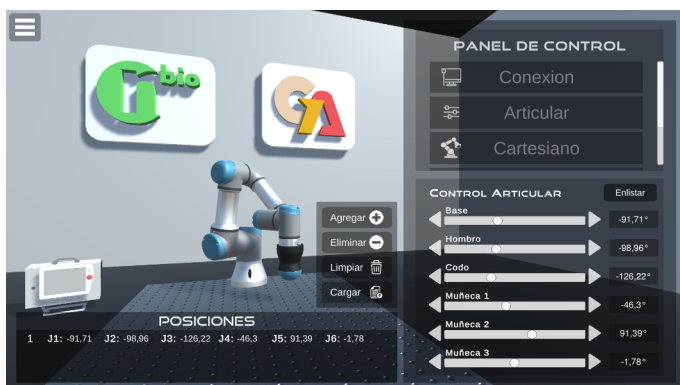 G bio
GIA
PANEL DE CONTROL
Conexion
Articular
Cartesiano
CONTROL ARTICULAR
Enlistar
Base
-91,71°
Hombro
-98,96°
Codo
-126,22°
Muñeca 1
-46,3°
Muñeca 2
91,39°
Muñeca 3
-1,78°
Agregar
Eliminar
Limpiar
Cargar
POSICIONES
1 J1: -91,71 J2: -98,96 J3: -126,22 J4: -46,3 J5: 91,39 J6: -1,78